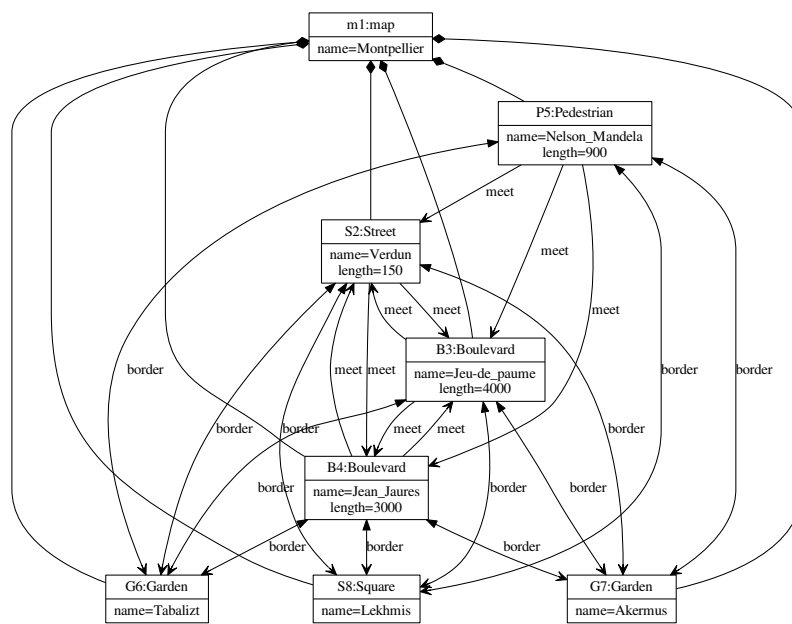 m1:map
name=Montpellier
P5:Pedestrian
name=Nelson_Mandela
length=900
meet
S2:Street
name=Verdun
length=150
meet
meet
meet
meet
B3:Boulevard
name=Jeu-de_paume
length=4000
border
meet
meet
border
border
border
border
border
meet
meet
B4:Boulevard
name=Jean_Jaures
length=3000
border
border
border
border
border
border
G6:Garden
name=Tabalizt
S8:Square
name=Lekhmis
G7:Garden
name=Akermus